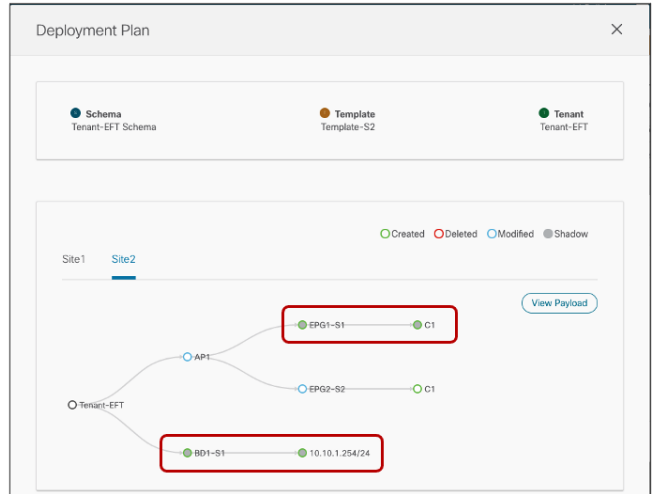 Deployment Plan
Schema
Tenant-EFT Schema
Template
Template-S2
Tenant
Tenant-EFT
Created Deleted Modified Shadow
Site1 Site2
View Payload
EPG1-S1 C1
AP1
EPG2-S2 C1
Tenant-EFT
BD1-S1 10.10.1.254/24